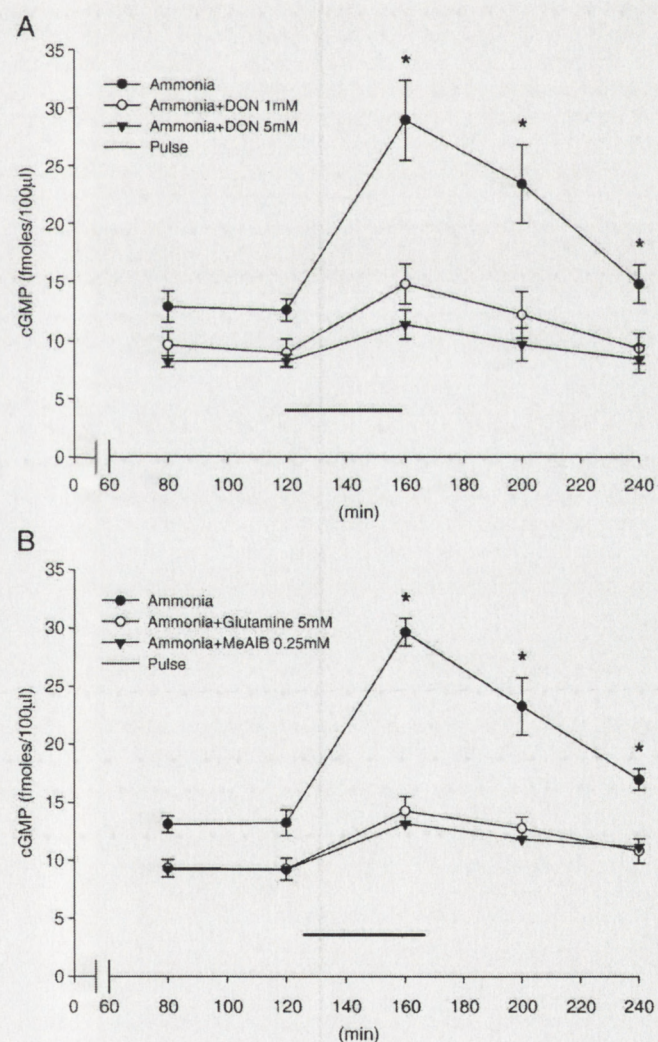 A
35
*
Ammonia
30
Ammonia+DON 1mM
*
Ammonia+DON 5mM
25
Pulse
20
*
15
10
5
0
cGMP (fmoles/100µl)
0 60 80 100 120 140 160 180 200 220 240
(min)
B
35
*
Ammonia
30
Ammonia+Glutamine 5mM
*
Ammonia+MeAIB 0.25mM
25
Pulse
20
*
15
10
5
0
cGMP (fmoles/100µl)
0 60 80 100 120 140 160 180 200 220 240
(min)